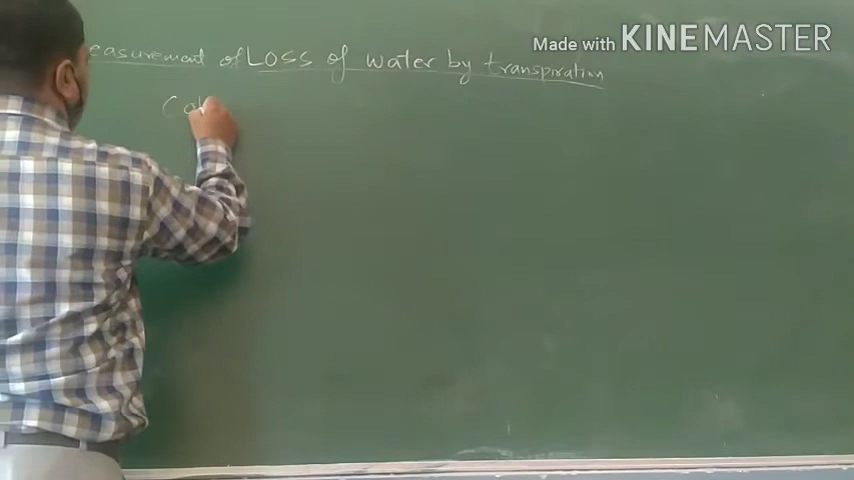 Made with KINEMASTER
easurement of Loss of water by transpiration